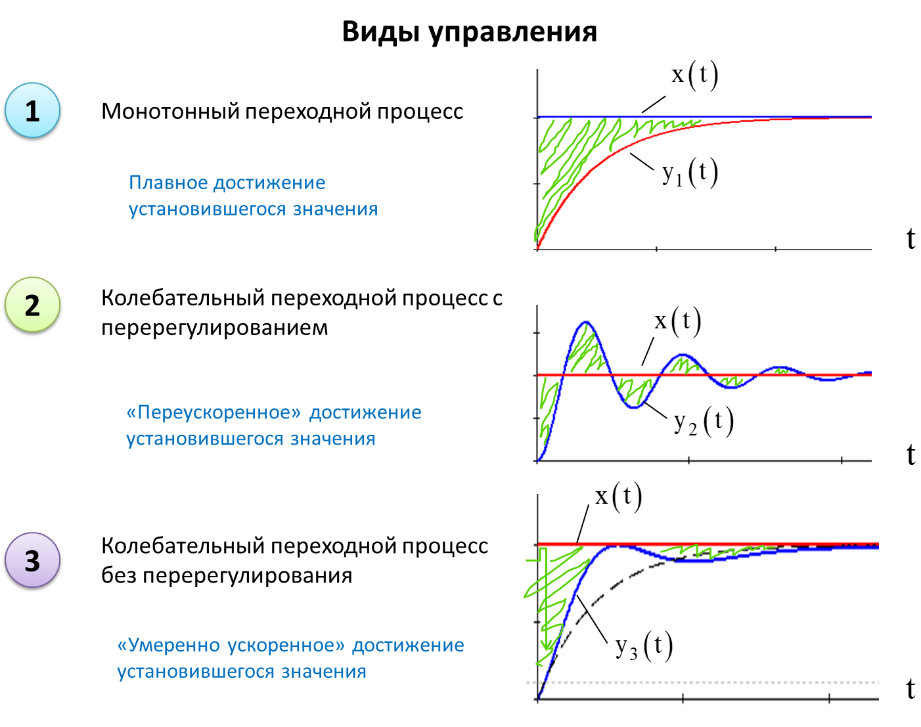 Виды управления
1
Монотонный переходной процесс
Плавное достижение
установившегося значения
x(t)
y₁(t)
t
2
Колебательный переходной процесс с
перерегулированием
«Переускоренное» достижение
установившегося значения
x(t)
y₂(t)
t
3
Колебательный переходной процесс
без перерегулирования
«Умеренно ускоренное» достижение
установившегося значения
x(t)
y₃(t)
t